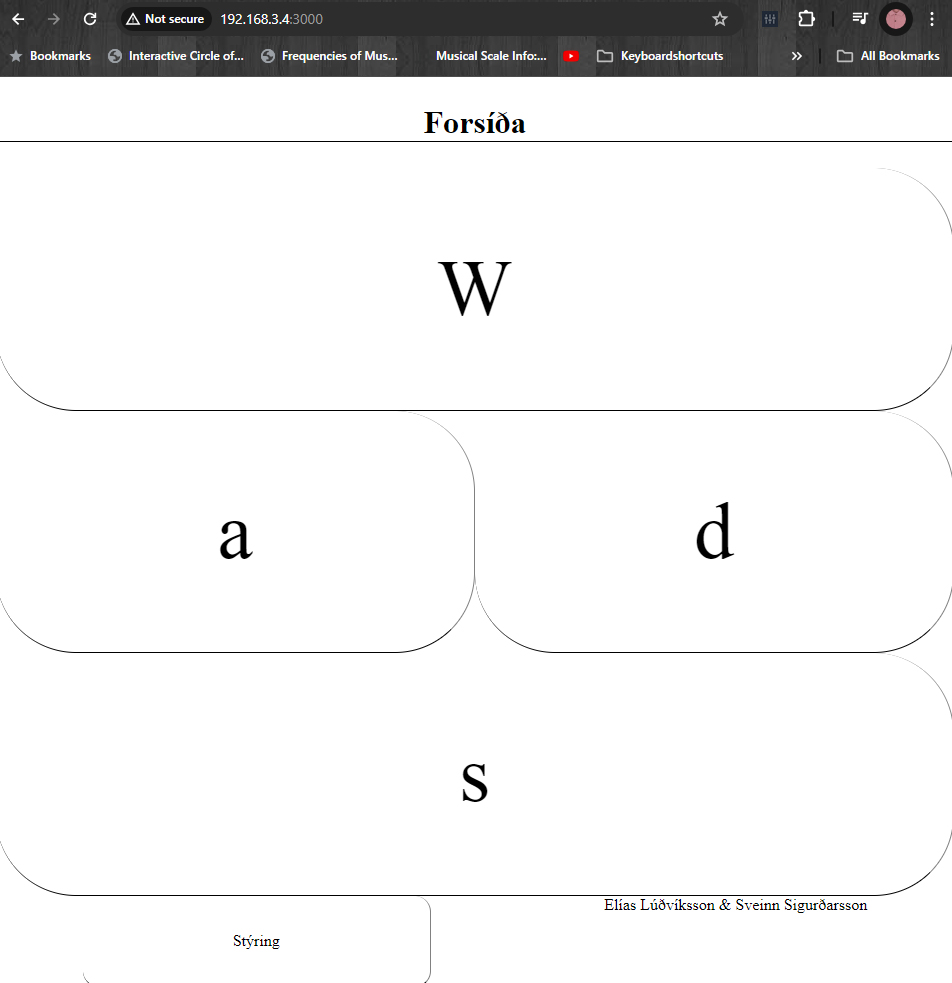 Not secure 192.168.3.4:3000
Bookmarks Interactive Circle of... Frequencies of Mus... Musical Scale Info:... Keyboardshortcuts » All Bookmarks
Forsíða
w
a d
s
Elías Lúðvíksson & Sveinn Sigurðarsson
Stýring